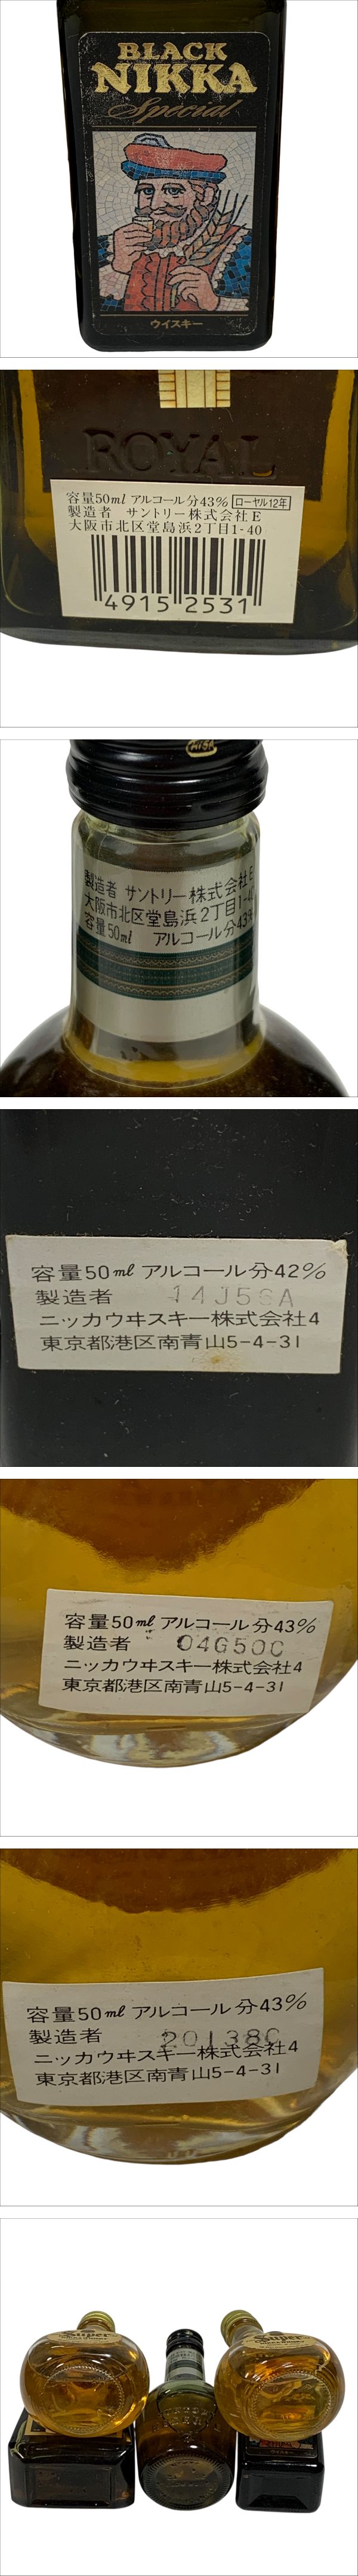 BLACK
NIKKA
Special
ウイスキー
ROYAL
容量50ml アルコール分43% ローヤル12年
製造者 サントリー株式会社E
大阪市北区堂島浜2丁目1-40
4915 2531
製造者 サントリー株式会社E
大阪市北区堂島浜2丁目1-40
容量50ml アルコール分43%
容量50ml アルコール分42%
製造者 14J56A
ニッカウヰスキー株式会社4
東京都港区南青山5-4-31
容量50ml アルコール分43%
製造者 04G50C
ニッカウヰスキー株式会社4
東京都港区南青山5-4-31
容量50ml アルコール分43%
製造者 20138C
ニッカウヰスキー株式会社4
東京都港区南青山5-4-31
Super
ウイスキー